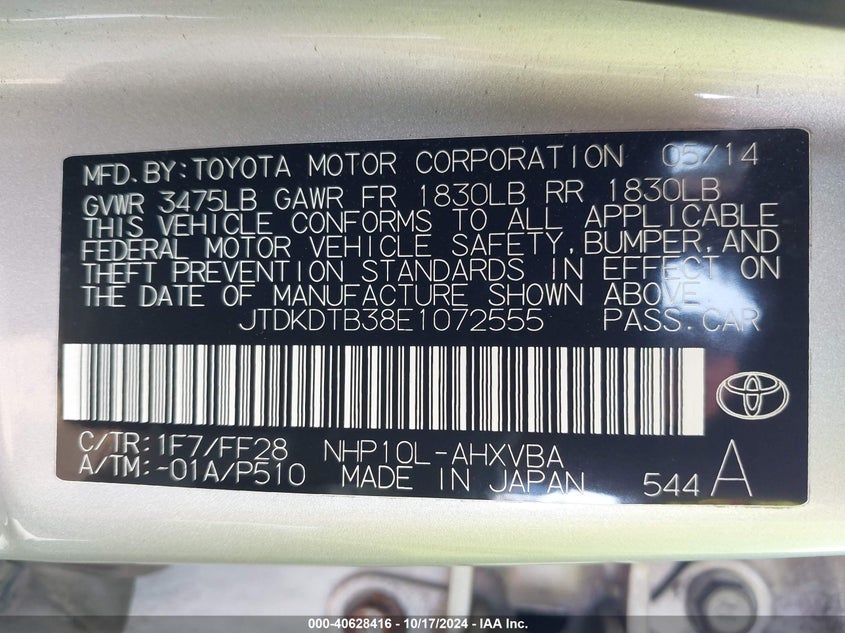 MFD. BY: TOYOTA MOTOR CORPORATION 05/14
GVWR 3475LB GAWR FR 1830LB RR 1830LB
THIS VEHICLE CONFORMS TO ALL APPLICABLE
FEDERAL MOTOR VEHICLE SAFETY, BUMPER, AND
THEFT PREVENTION STANDARDS IN EFFECT ON
THE DATE OF MANUFACTURE SHOWN ABOVE
JTDKDTB38E1072555 PASS. CAR
C/TR: 1F7/FF28 NHP10L-AHXVBA
A/TM: -01A/P510 MADE IN JAPAN 544 A
000-40628416 - 10/17/2024 - IAA Inc.